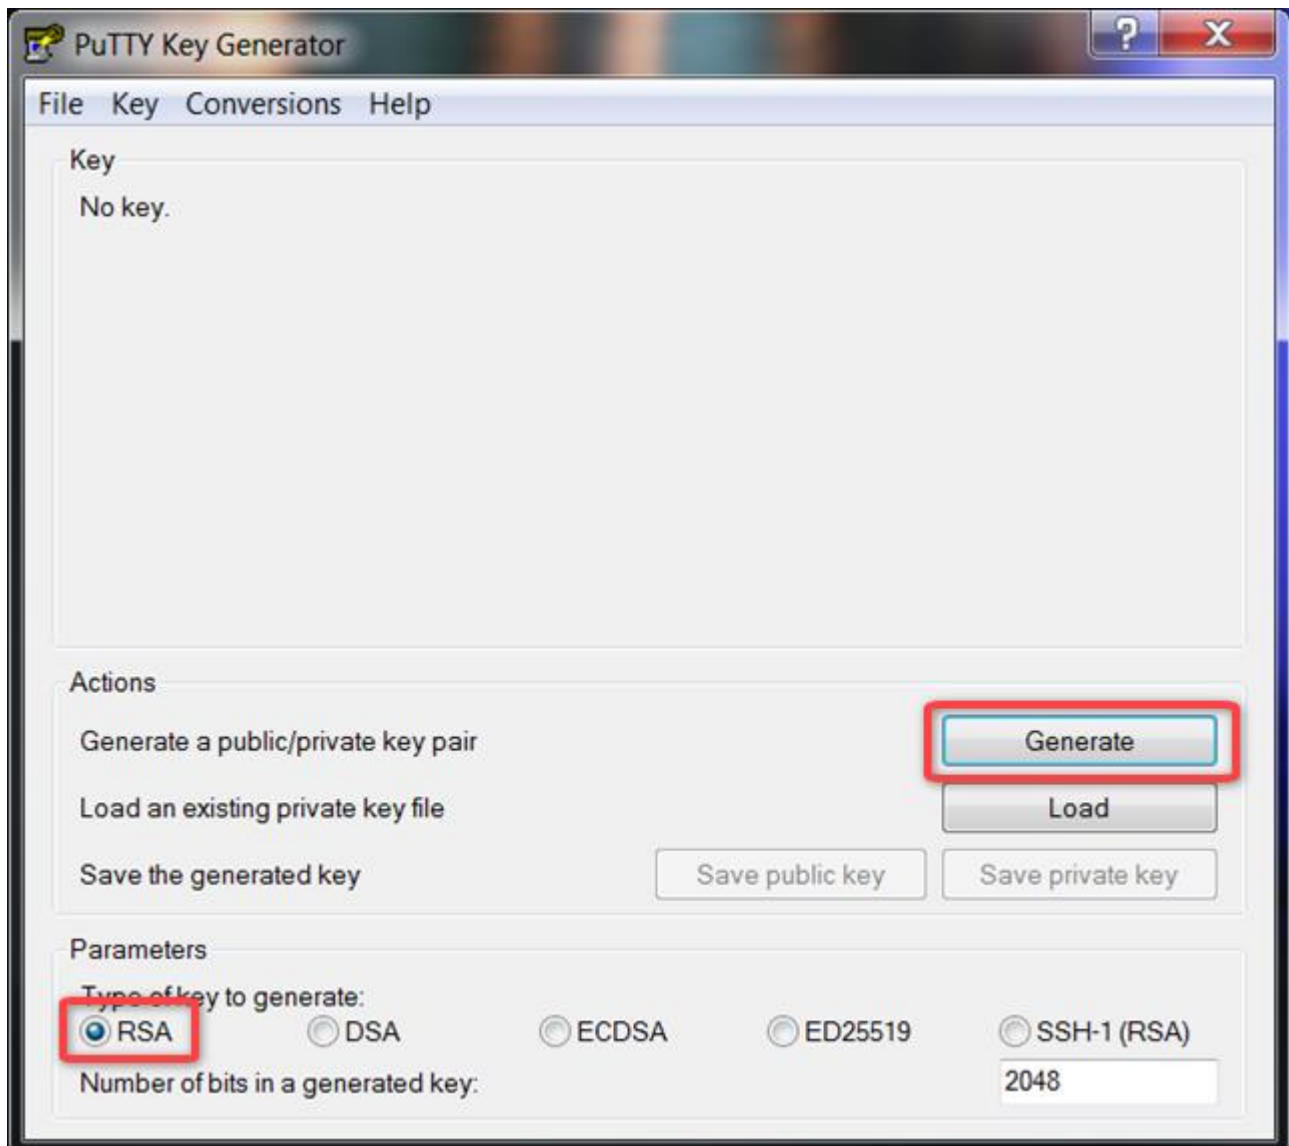 PuTTY Key Generator
?
X
File Key Conversions Help
Key
No key.
Actions
Generate a public/private key pair Generate
Load an existing private key file Load
Save the generated key Save public key Save private key
Parameters
Type of key to generate:
RSA DSA ECDSA ED25519 SSH-1 (RSA)
Number of bits in a generated key: 2048